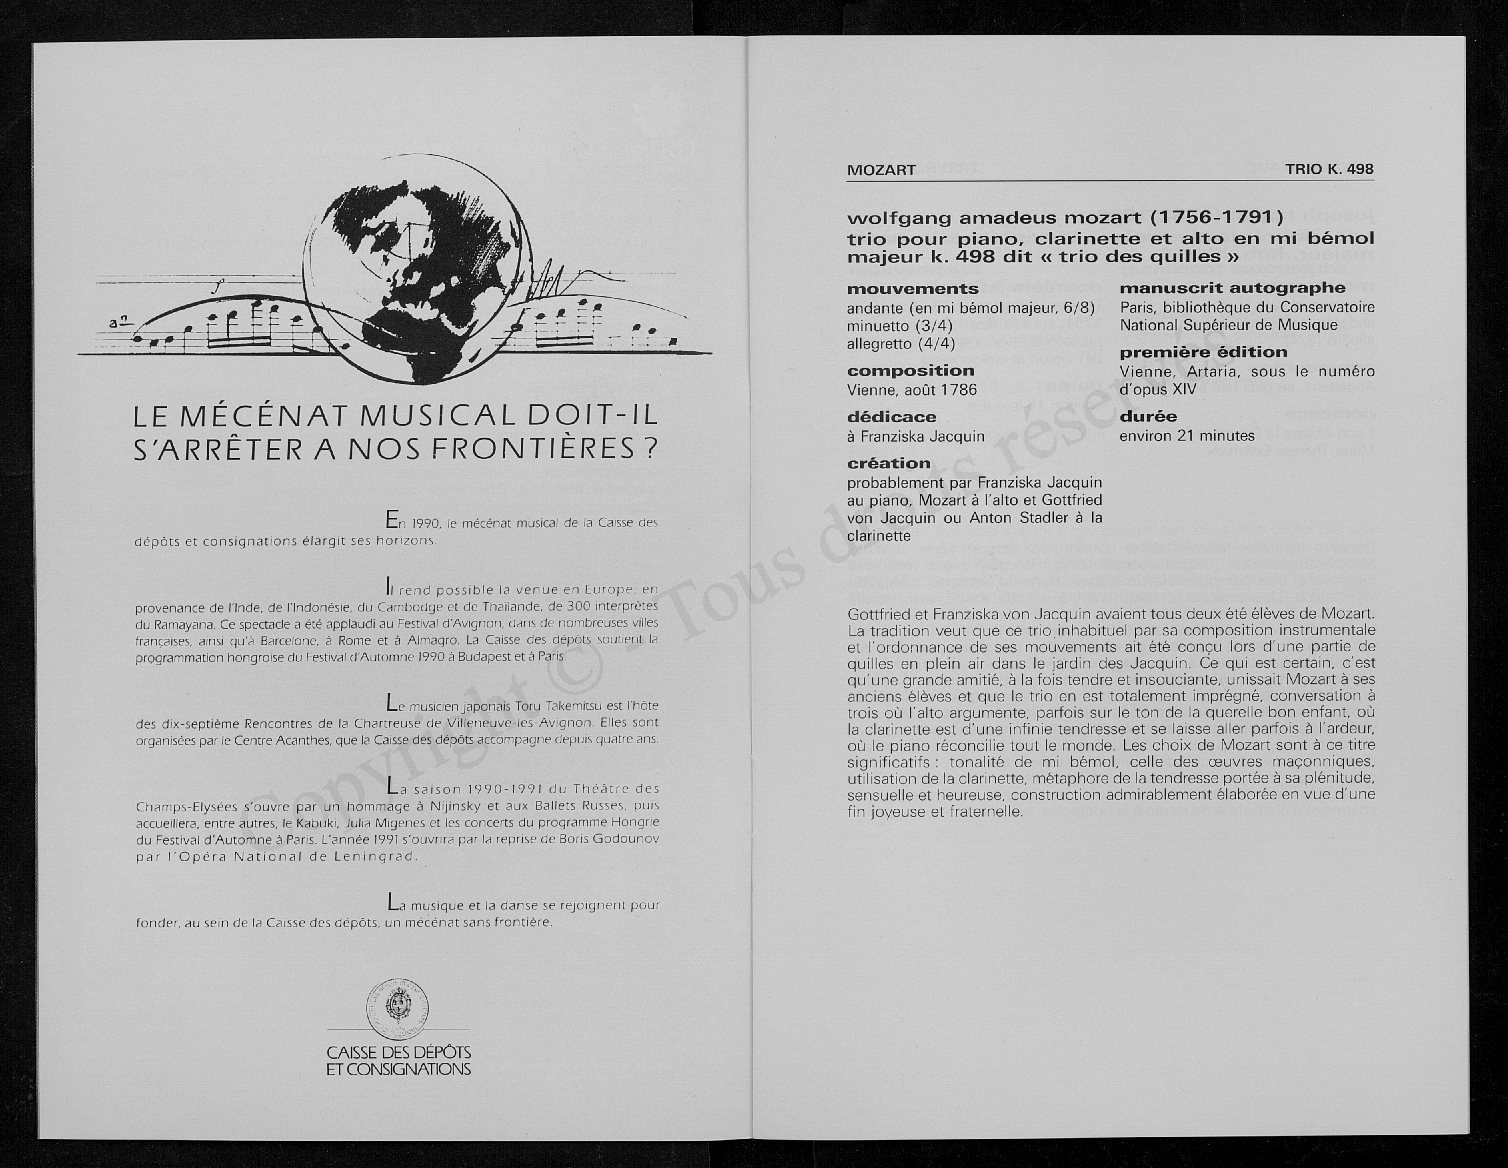 LE MÉCÉNAT MUSICAL DOIT-IL
S'ARRÊTER A NOS FRONTIÈRES ?
En 1990, le mécénat musical de la Caisse des
dépôts et consignations élargit ses horizons.
Il rend possible la venue en Europe, en
provenance de l'Inde, de l'Indonésie, du Cambodge et de Thaïlande, de 300 interprètes
du Ramayana. Ce spectacle a été applaudi au Festival d'Avignon, dans de nombreuses villes
françaises, ainsi qu'à Barcelone, à Rome et à Almagro. La Caisse des dépôts soutient la
programmation hongroise du Festival d'Automne 1990 à Budapest et à Paris.
Le musicien japonais Toru Takemitsu est l'hôte
des dix-septième Rencontres de la Chartreuse de Villeneuve-les-Avignon. Elles sont
organisées par le Centre Acanthes, que la Caisse des dépôts accompagne depuis quatre ans.
La saison 1990-1991 du Théâtre des
Champs-Elysées s'ouvre par un hommage à Nijinsky et aux Ballets Russes, puis
accueillera, entre autres, le Kabuki, Julia Migenes et les concerts du programme Hongrie
du Festival d'Automne à Paris. L'année 1991 s'ouvrira par la reprise de Boris Godounov
par l'Opéra National de Leningrad.
La musique et la danse se rejoignent pour
fonder, au sein de la Caisse des dépôts, un mécénat sans frontière.
CAISSE DES DÉPÔTS
ET CONSIGNATIONS
MOZART TRIO K. 498
wolfgang amadeus mozart (1756-1791)
trio pour piano, clarinette et alto en mi bémol
majeur k. 498 dit « trio des quilles »
mouvements
andante (en mi bémol majeur, 6/8)
minuetto (3/4)
allegretto (4/4)
composition
Vienne, août 1786
dédicace
à Franziska Jacquin
création
probablement par Franziska Jacquin
au piano, Mozart à l'alto et Gottfried
von Jacquin ou Anton Stadler à la
clarinette
manuscrit autographe
Paris, bibliothèque du Conservatoire
National Supérieur de Musique
première édition
Vienne, Artaria, sous le numéro
d'opus XIV
durée
environ 21 minutes
Gottfried et Franziska von Jacquin avaient tous deux été élèves de Mozart.
La tradition veut que ce trio inhabituel par sa composition instrumentale
et l'ordonnance de ses mouvements ait été conçu lors d'une partie de
quilles en plein air dans le jardin des Jacquin. Ce qui est certain, c'est
qu'une grande amitié, à la fois tendre et insouciante, unissait Mozart à ses
anciens élèves et que le trio en est totalement imprégné, conversation à
trois où l'alto argumente, parfois sur le ton de la querelle bon enfant, où
la clarinette est d'une infinie tendresse et se laisse aller parfois à l'ardeur,
où le piano réconcilie tout le monde. Les choix de Mozart sont à ce titre
significatifs : tonalité de mi bémol, celle des œuvres maçonniques,
utilisation de la clarinette, métaphore de la tendresse portée à sa plénitude,
sensuelle et heureuse, construction admirablement élaborée en vue d'une
fin joyeuse et fraternelle.
Copyright © Tous droits réservés